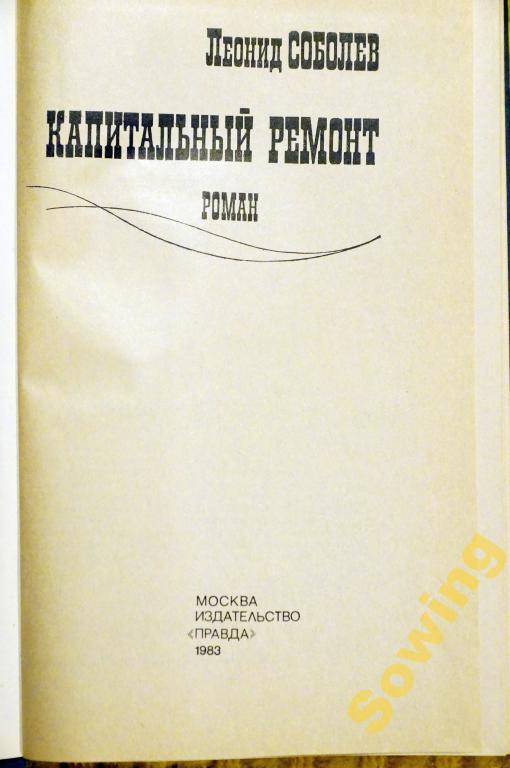 Леонид СОБОЛЕВ
КАПИТАЛЬНЫЙ РЕМОНТ
РОМАН
МОСКВА
ИЗДАТЕЛЬСТВО
«ПРАВДА»
1983
Sowing